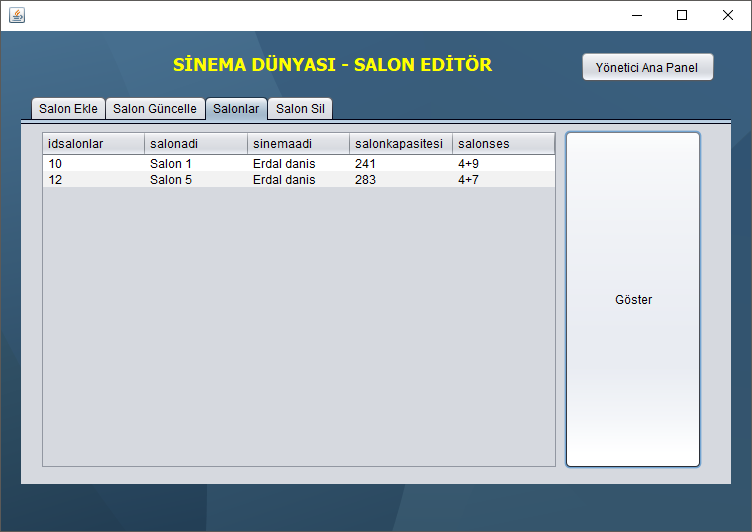 SİNEMA DÜNYASI - SALON EDİTÖR
Yönetici Ana Panel
Salon Ekle Salon Güncelle Salonlar Salon Sil
idsalonlar salonadi sinemaadi salonkapasitesi salonses
10 Salon 1 Erdal danis 241 4+9
12 Salon 5 Erdal danis 283 4+7
Göster